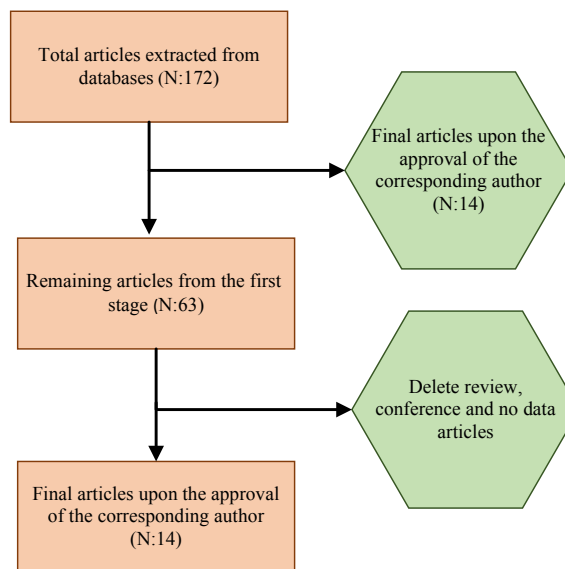 Total articles extracted from
databases (N:172)
Final articles upon the
approval of the
corresponding author
(N:14)
Remaining articles from the first
stage (N:63)
Delete review,
conference and no data
articles
Final articles upon the approval
of the corresponding author
(N:14)